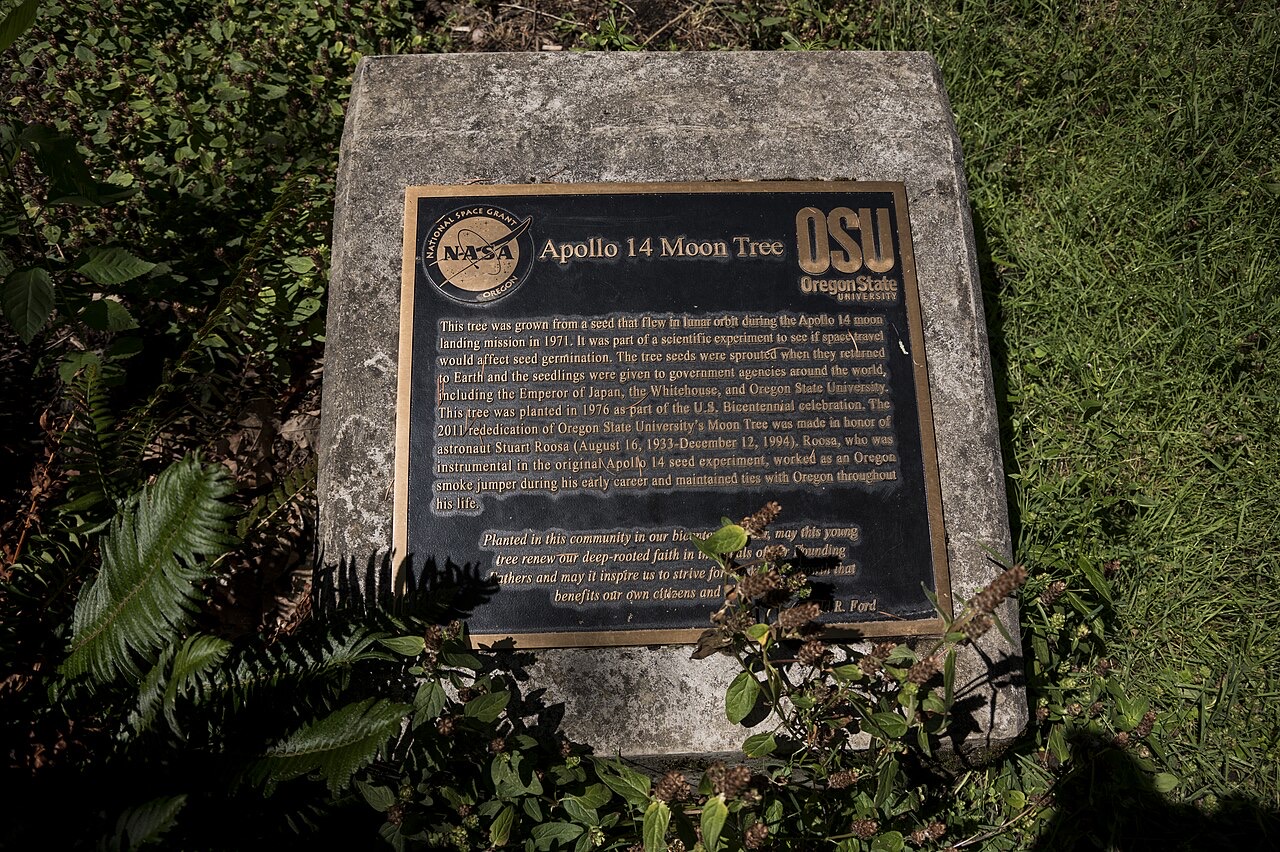 NATIONAL SPACE GRANT
NASA
OREGON
Apollo 14 Moon Tree
OSU
Oregon State
UNIVERSITY
This tree was grown from a seed that flew in lunar orbit during the Apollo 14 moon
landing mission in 1971. It was part of a scientific experiment to see if space travel
would affect seed germination. The tree seeds were sprouted when they returned
to Earth and the seedlings were given to government agencies around the world,
including the Emperor of Japan, the Whitehouse, and Oregon State University.
This tree was planted in 1976 as part of the U.S. Bicentennial celebration. The
2011 rededication of Oregon State University's Moon Tree was made in honor of
astronaut Stuart Roosa (August 16, 1933-December 12, 1994). Roosa, who was
instrumental in the original Apollo 14 seed experiment, worked as an Oregon
smoke jumper during his early career and maintained ties with Oregon throughout
his life.
Planted in this community in our may this young
tree renew our deep-rooted faith in
and may it inspire us to strive for that
benefits our own citizens and
R. Ford